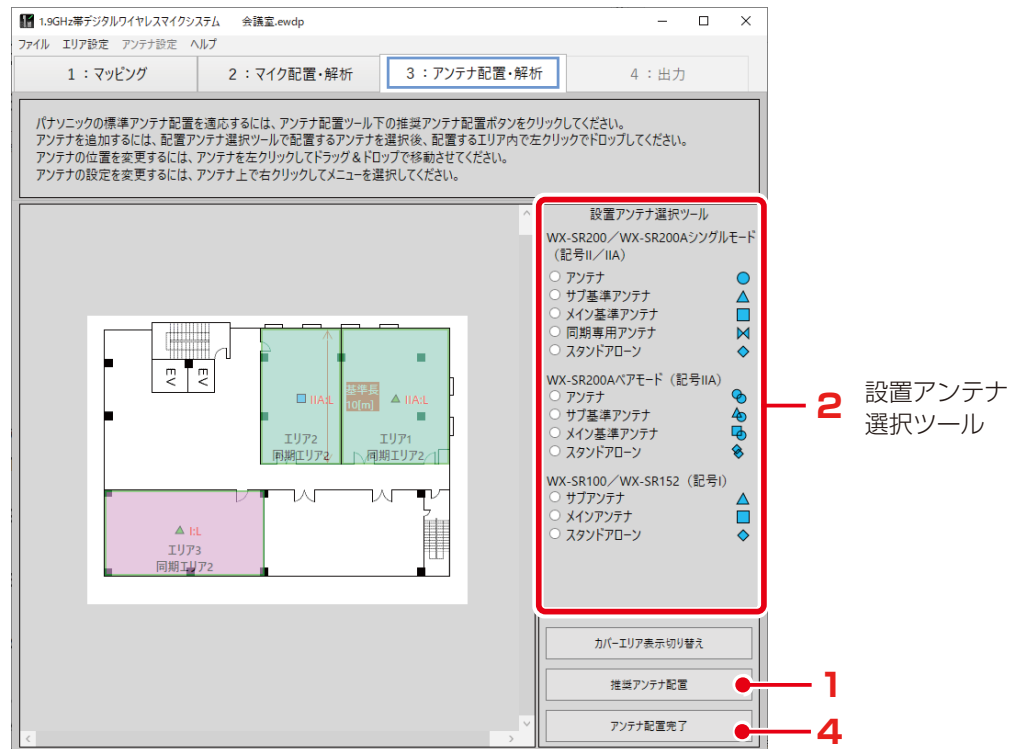 1.9GHz帯デジタルワイヤレスマイクシステム　会議室.ewdp
ファイル　エリア設定　アンテナ設定　ヘルプ
1：マッピング
2：マイク配置・解析
3：アンテナ配置・解析
4：出力
パナソニックの標準アンテナ配置を適応するには、アンテナ配置ツール下の推奨アンテナ配置ボタンをクリックしてください。
アンテナを追加するには、配置アンテナ選択ツールで配置するアンテナを選択後、配置するエリア内で左クリックでドロップしてください。
アンテナの位置を変更するには、アンテナを左クリックしてドラッグ＆ドロップで移動させてください。
アンテナの設定を変更するには、アンテナ上で右クリックしてメニューを選択してください。
EV
EV
IIA:L
基準長
10[m]
IIA:L
エリア2
同期エリア2
エリア1
同期エリア2
I:L
エリア3
同期エリア2
設置アンテナ選択ツール
WX-SR200／WX-SR200Aシングルモード
（記号II／IIA）
アンテナ
サブ基準アンテナ
メイン基準アンテナ
同期専用アンテナ
スタンドアローン
WX-SR200Aペアモード（記号IIA）
アンテナ
サブ基準アンテナ
メイン基準アンテナ
スタンドアローン
WX-SR100／WX-SR152（記号I）
サブアンテナ
メインアンテナ
スタンドアローン
カバーエリア表示切り替え
推奨アンテナ配置
アンテナ配置完了
2
設置アンテナ
選択ツール
1
4